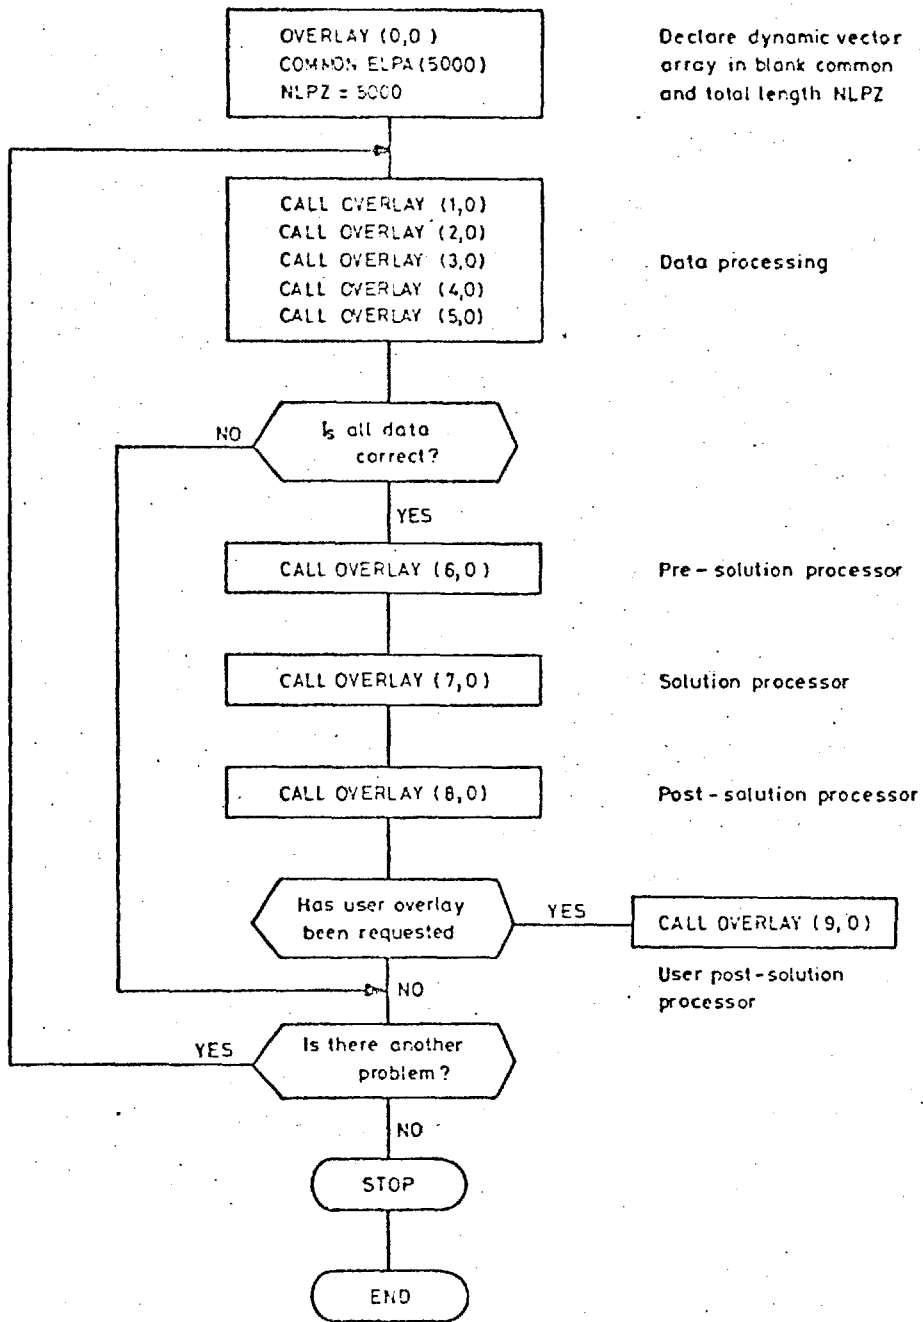 OVERLAY (0,0)
COMMON ELPA(5000)
NLPZ = 5000
Declare dynamic vector
array in blank common
and total length NLPZ
CALL OVERLAY (1,0)
CALL OVERLAY (2,0)
CALL OVERLAY (3,0)
CALL OVERLAY (4,0)
CALL OVERLAY (5,0)
Data processing
NO
Is all data
correct?
YES
CALL OVERLAY (6,0)
Pre-solution processor
CALL OVERLAY (7,0)
Solution processor
CALL OVERLAY (8,0)
Post-solution processor
Has user overlay
been requested
YES
CALL OVERLAY (9,0)
User post-solution
processor
NO
YES
Is there another
problem?
NO
STOP
END